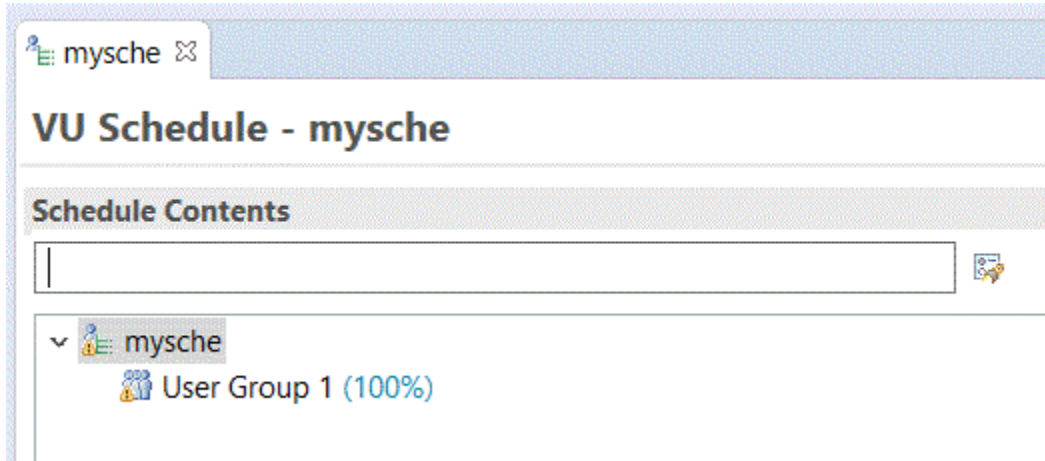 mysche
VU Schedule - mysche
Schedule Contents
mysche
User Group 1 (100%)